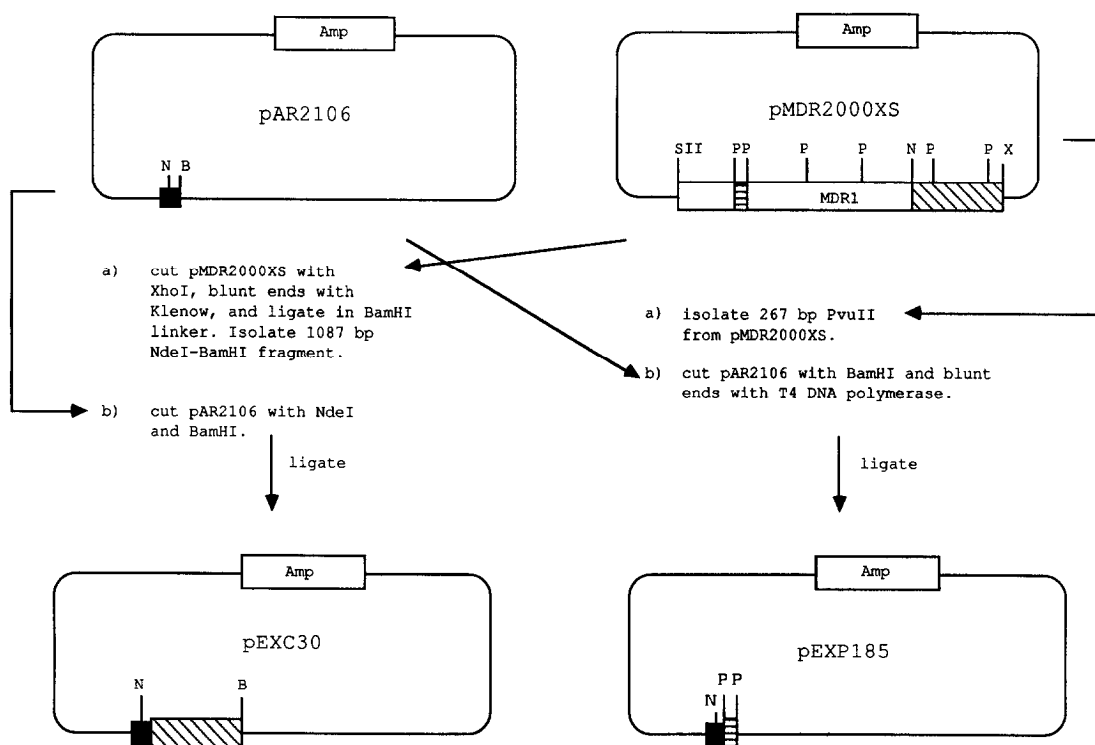 Amp
pAR2106
N B
Amp
pMDR2000XS
SII PP P P N P P X
MDR1
a) cut pMDR2000XS with
XhoI, blunt ends with
Klenow, and ligate in BamHI
linker. Isolate 1087 bp
NdeI-BamHI fragment.
b) cut pAR2106 with NdeI
and BamHI.
ligate
a) isolate 267 bp PvuII
from pMDR2000XS.
b) cut pAR2106 with BamHI and blunt
ends with T4 DNA polymerase.
ligate
Amp
pEXC30
N B
Amp
pEXP185
P P
N